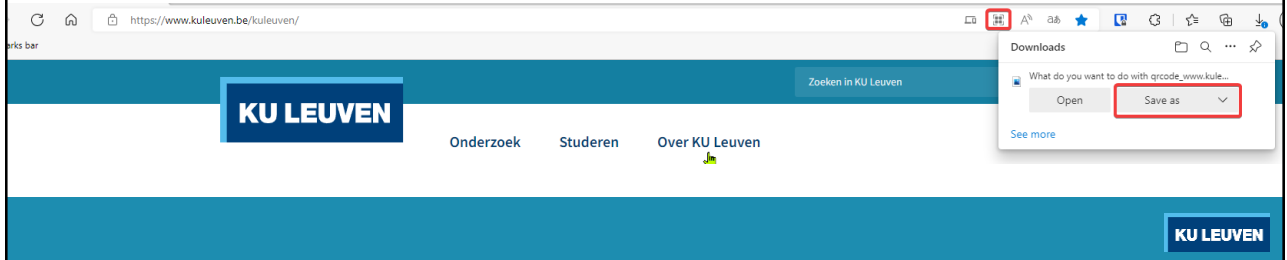 https://www.kuleuven.be/kuleuven/
arks bar
Downloads
What do you want to do with qrcode_www.kule...
Open
Save as
See more
Zoeken in KU Leuven
KU LEUVEN
Onderzoek
Studeren
Over KU Leuven
KU LEUVEN